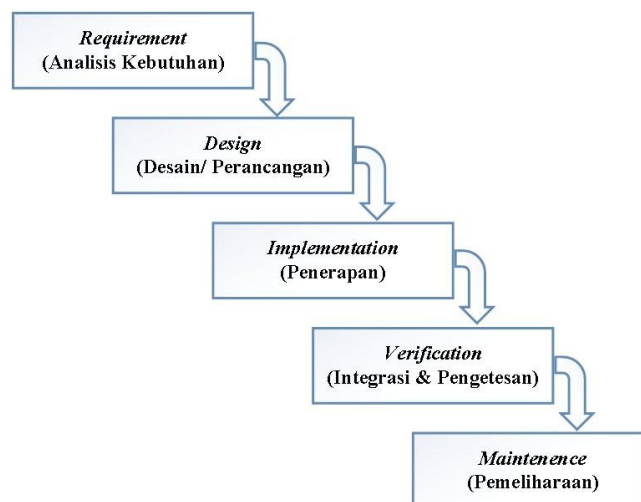 Requirement
(Analisis Kebutuhan)
Design
(Desain/ Perancangan)
Implementation
(Penerapan)
Verification
(Integrasi & Pengetesan)
Maintenence
(Pemeliharaan)